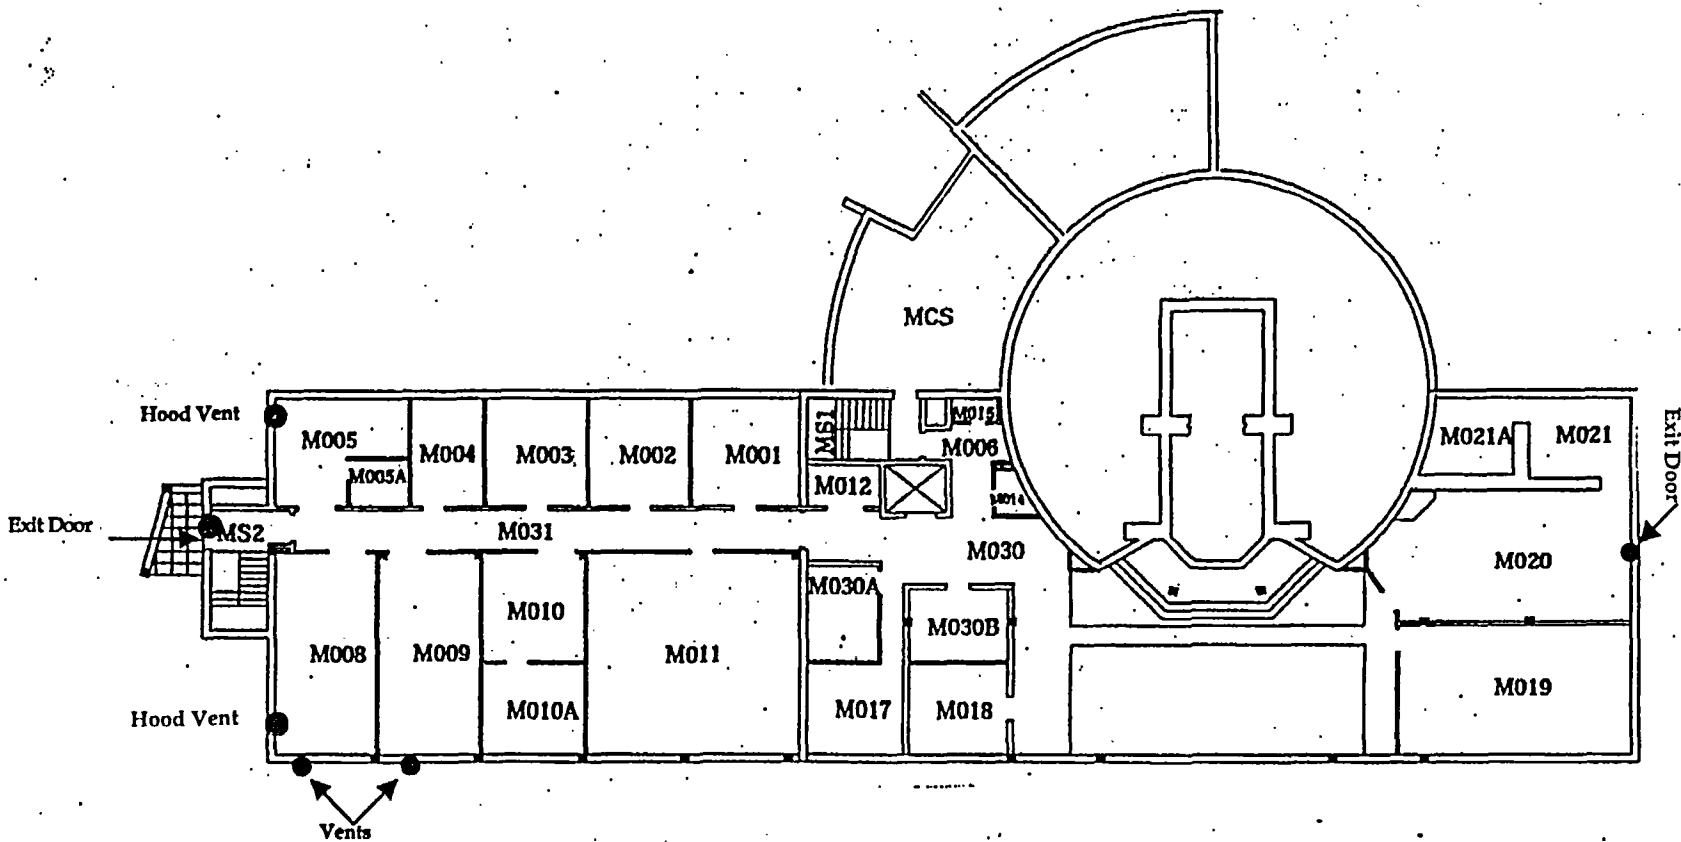 MCS
Hood Vent
M005
M005A
M004
M003
M002
M001
MS1
M015
M006
M012
M014
M021A
M021
Exit Door
Exit Door
MS2
M031
M030
M020
M030A
M010
M030B
M008
M009
M011
M019
Hood Vent
M010A
M017
M018
Vents